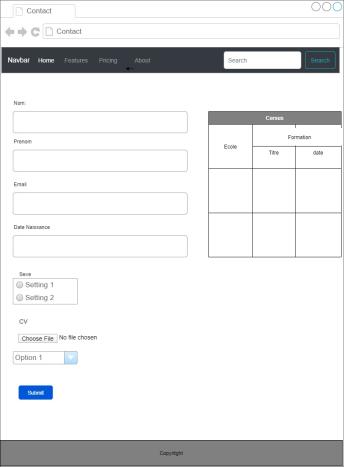 Contact
Contact
Navbar Home Features Pricing About Search Search
Nom
Prenom
Email
Date Naissance
Sexe
Setting 1
Setting 2
CV
Choose File No file chosen
Option 1
Submit
Cursus
Ecole
Formation
Titre date
Copyright